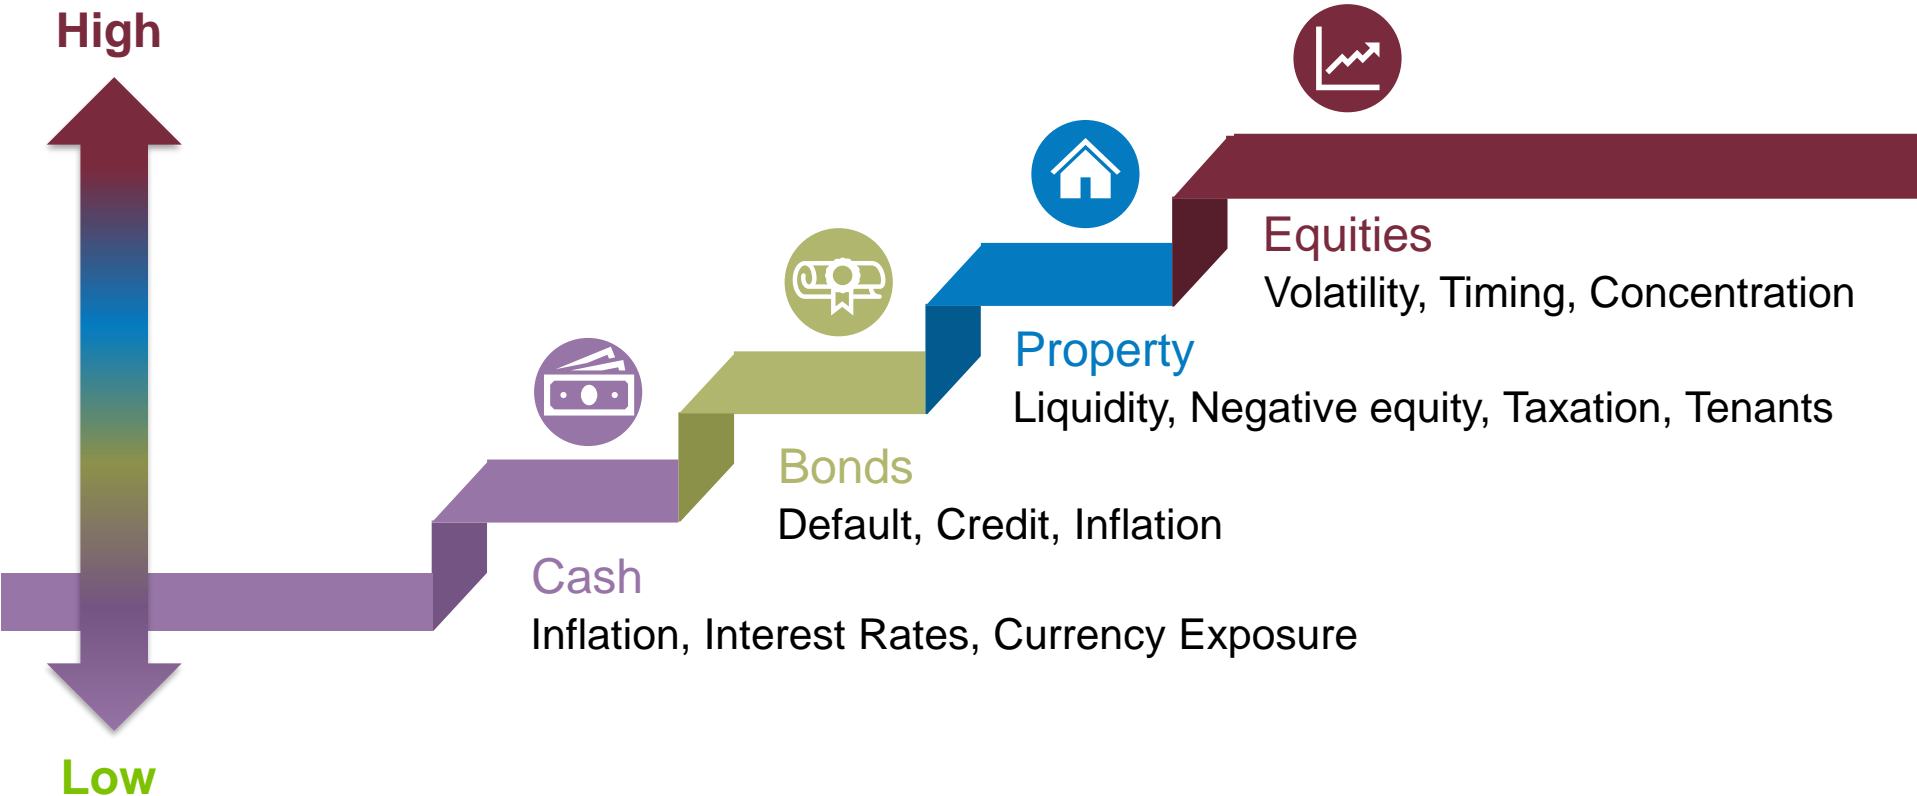 High
Equities
Volatility, Timing, Concentration
Property
Liquidity, Negative equity, Taxation, Tenants
Bonds
Default, Credit, Inflation
Cash
Inflation, Interest Rates, Currency Exposure
Low